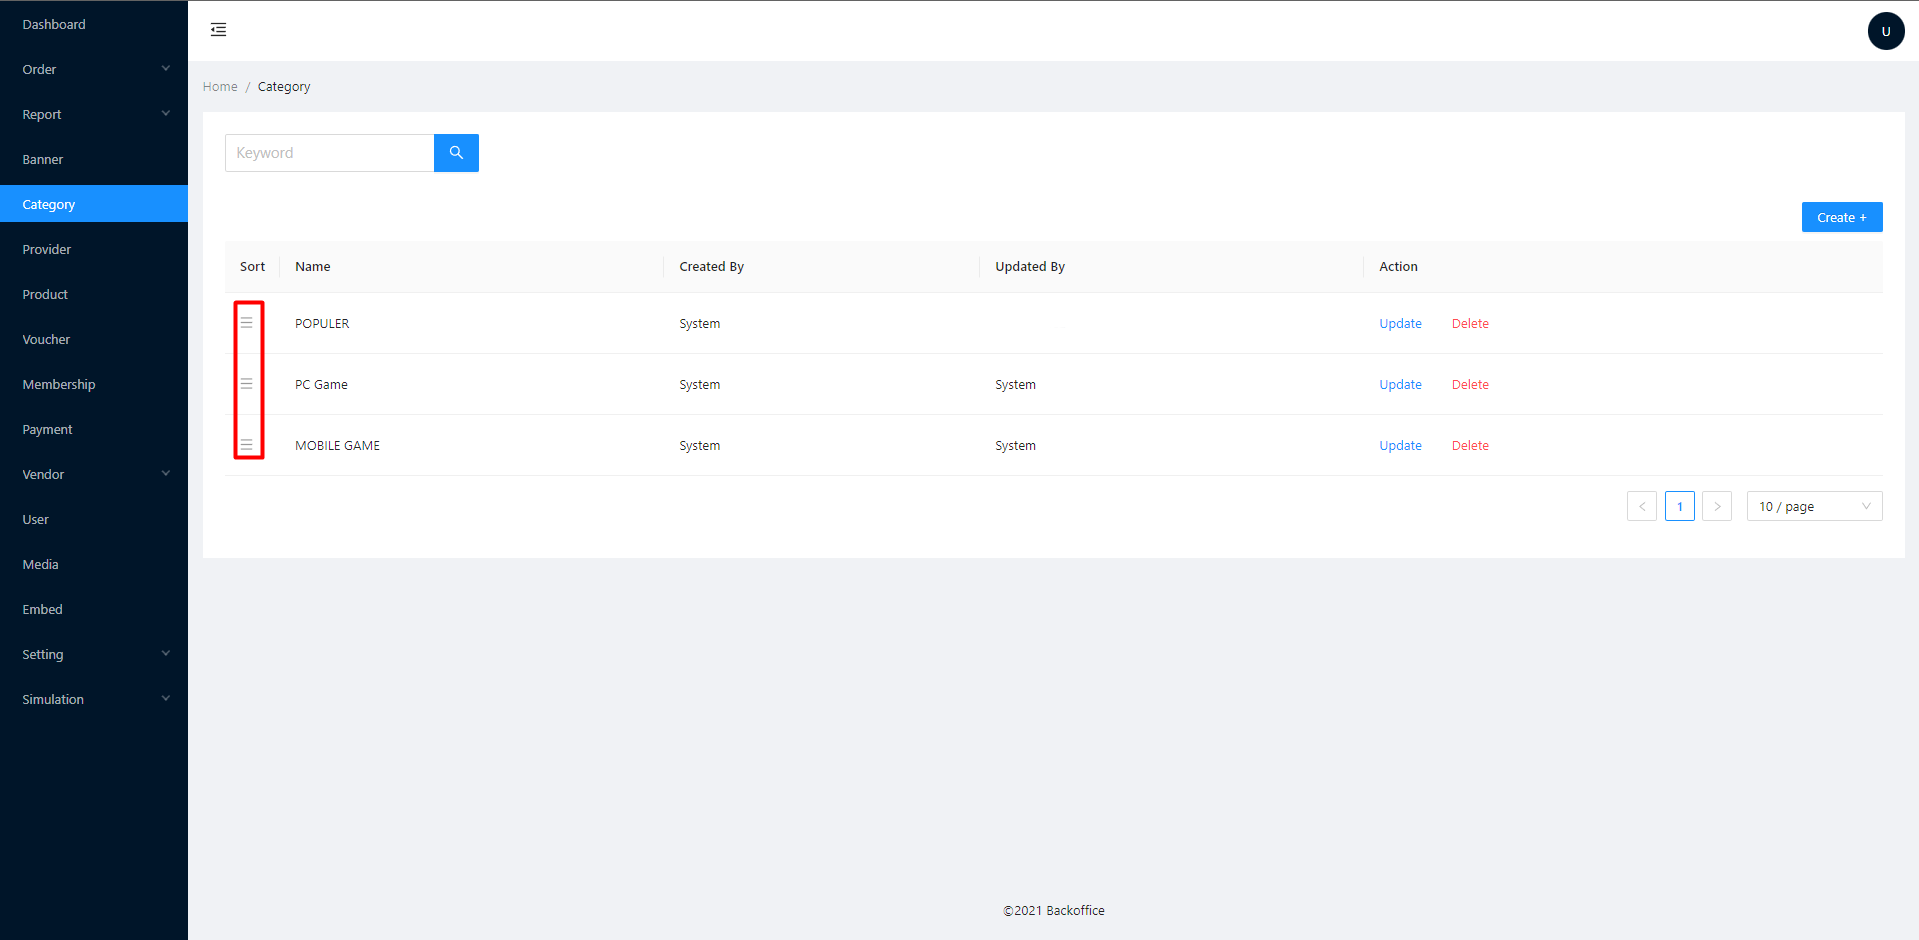 Dashboard
Order
Report
Banner
Category
Provider
Product
Voucher
Membership
Payment
Vendor
User
Media
Embed
Setting
Simulation
U
Home / Category
Keyword
Create +
Sort Name Created By Updated By Action
POPULER System Update Delete
PC Game System System Update Delete
MOBILE GAME System System Update Delete
< 1 > 10 / page
©2021 Backoffice